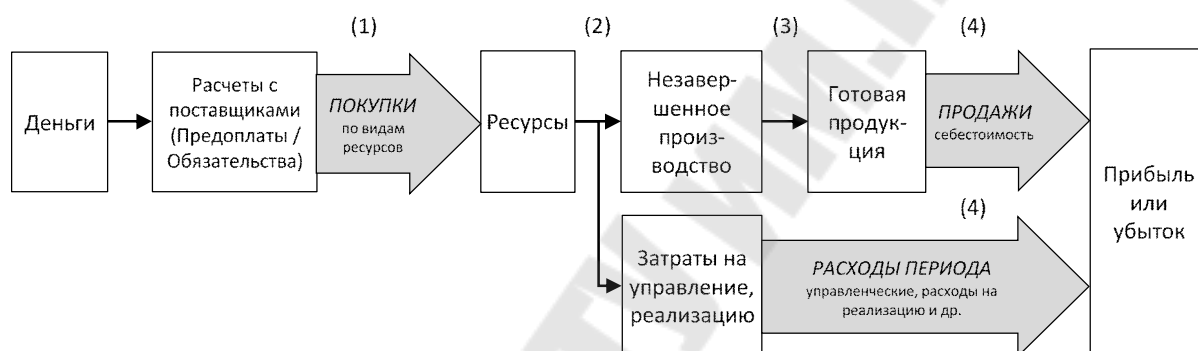 (1)
(2)
(3)
(4)
Деньги
Расчеты с
поставщиками
(Предоплаты /
Обязательства)
ПОКУПКИ
по видам
ресурсов
Ресурсы
Незавер-
шенное
произ-
водство
Готовая
продук-
ция
ПРОДАЖИ
себестоимость
Прибыль
или
убыток
(4)
Затраты на
управление,
реализацию
РАСХОДЫ ПЕРИОДА
управленческие, расходы на
реализацию и др.